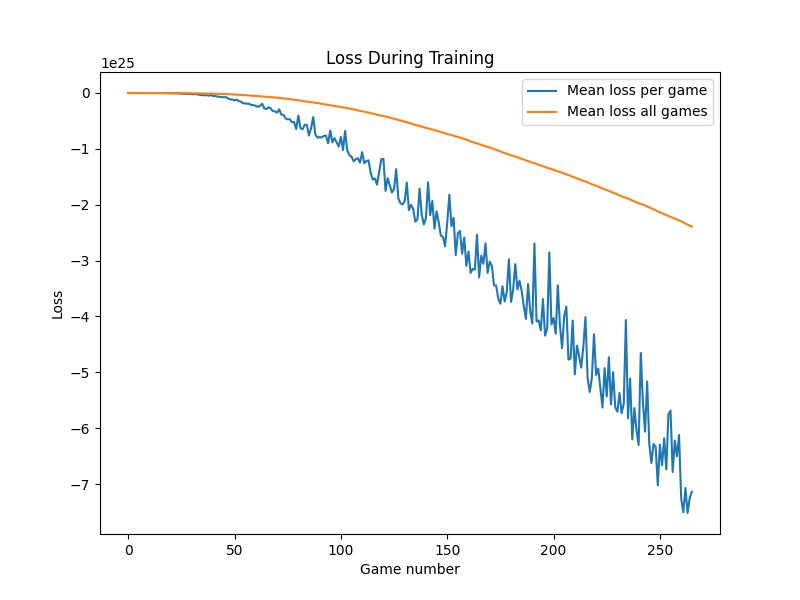 Loss During Training
1e25
Mean loss per game
Mean loss all games
0
−1
−2
−3
−4
−5
−6
−7
Loss
0
50
100
150
200
250
Game number